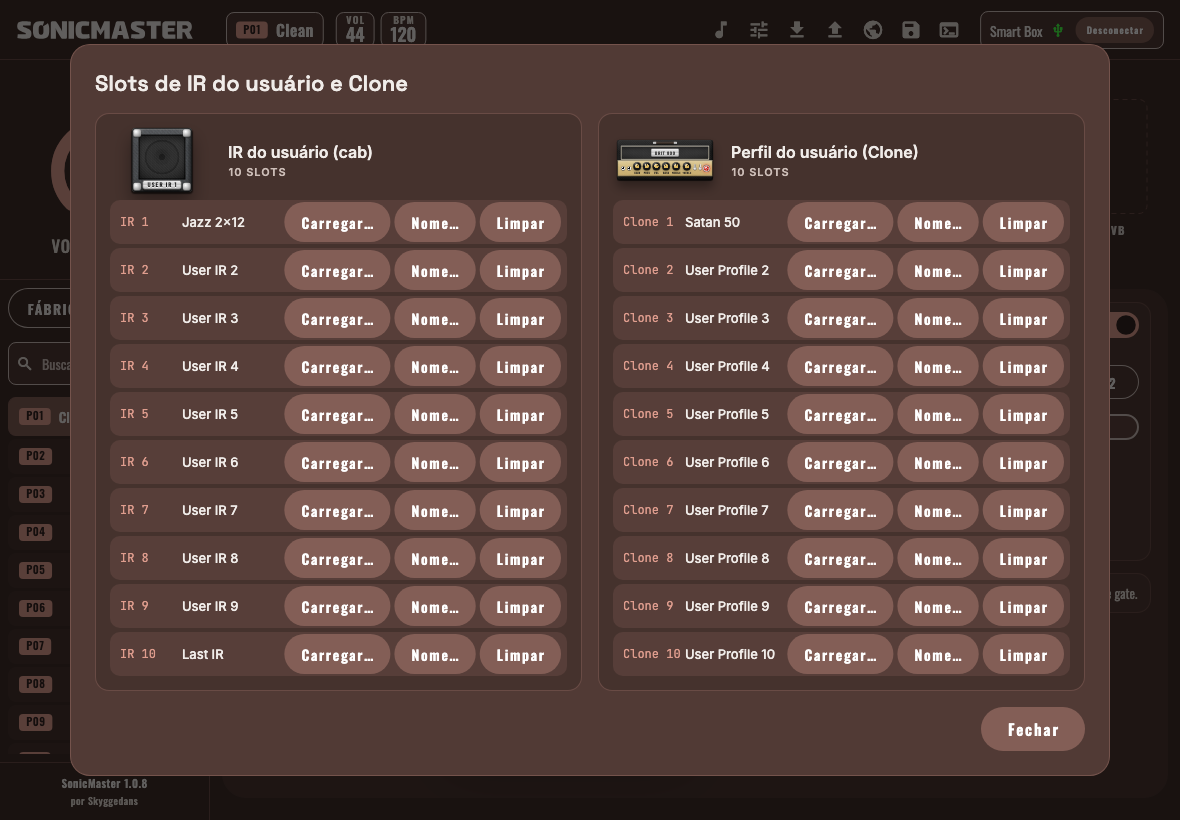 SONICMASTER
P01 Clean
VOL 44
BPM 120
Smart Box
Desconectar
Slots de IR do usuário e Clone
USER IR 1
IR do usuário (cab)
10 SLOTS
IR 1 Jazz 2×12 Carregar… Nome… Limpar
IR 2 User IR 2 Carregar… Nome… Limpar
IR 3 User IR 3 Carregar… Nome… Limpar
IR 4 User IR 4 Carregar… Nome… Limpar
IR 5 User IR 5 Carregar… Nome… Limpar
IR 6 User IR 6 Carregar… Nome… Limpar
IR 7 User IR 7 Carregar… Nome… Limpar
IR 8 User IR 8 Carregar… Nome… Limpar
IR 9 User IR 9 Carregar… Nome… Limpar
IR 10 Last IR Carregar… Nome… Limpar
Perfil do usuário (Clone)
10 SLOTS
Clone 1 Satan 50 Carregar… Nome… Limpar
Clone 2 User Profile 2 Carregar… Nome… Limpar
Clone 3 User Profile 3 Carregar… Nome… Limpar
Clone 4 User Profile 4 Carregar… Nome… Limpar
Clone 5 User Profile 5 Carregar… Nome… Limpar
Clone 6 User Profile 6 Carregar… Nome… Limpar
Clone 7 User Profile 7 Carregar… Nome… Limpar
Clone 8 User Profile 8 Carregar… Nome… Limpar
Clone 9 User Profile 9 Carregar… Nome… Limpar
Clone 10 User Profile 10 Carregar… Nome… Limpar
Fechar
P01
P02
P03
P04
P05
P06
P07
P08
P09
gate.
SonicMaster 1.0.8
por Skyggedans